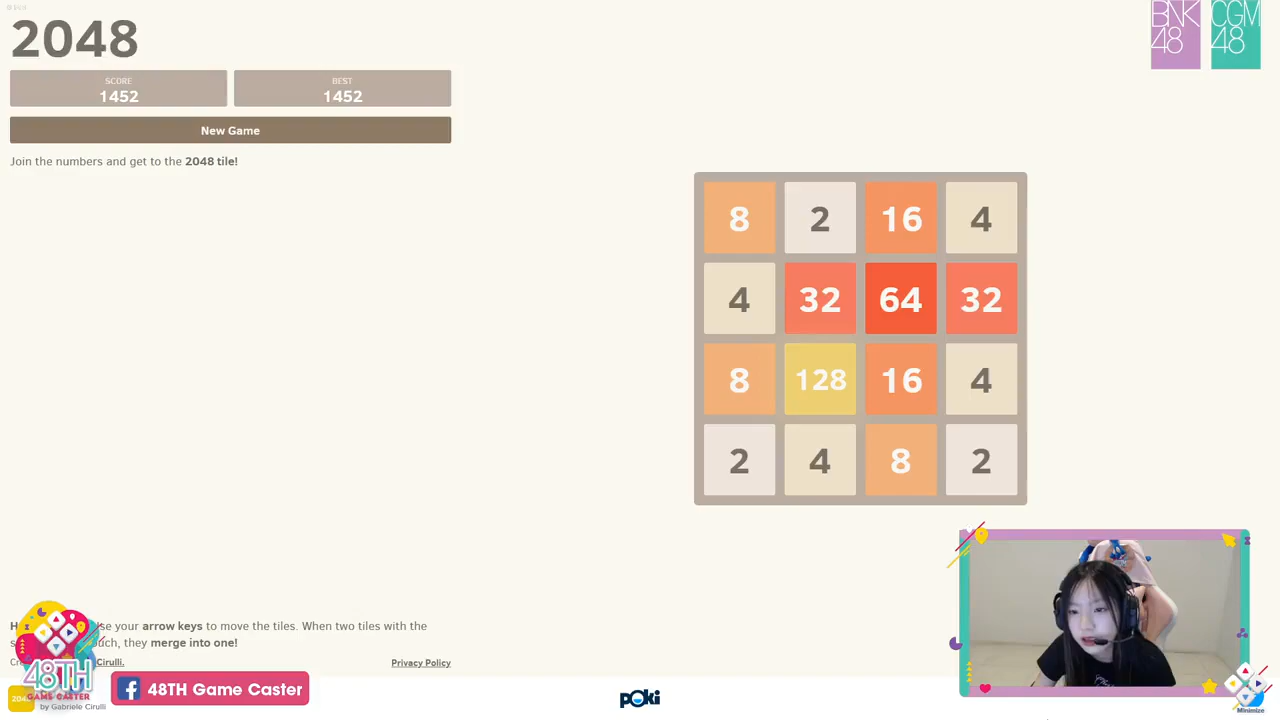 2048
BNK
48
CGM
48
SCORE
1452
BEST
1452
New Game
Join the numbers and get to the 2048 tile!
8 2 16 4
4 32 64 32
8 128 16 4
2 4 8 2
your arrow keys to move the tiles. When two tiles with the
they merge into one!
Cirulli.
Privacy Policy
48TH
GAME CASTER
by Gabriele Cirulli
48TH Game Caster
poki
Minimize